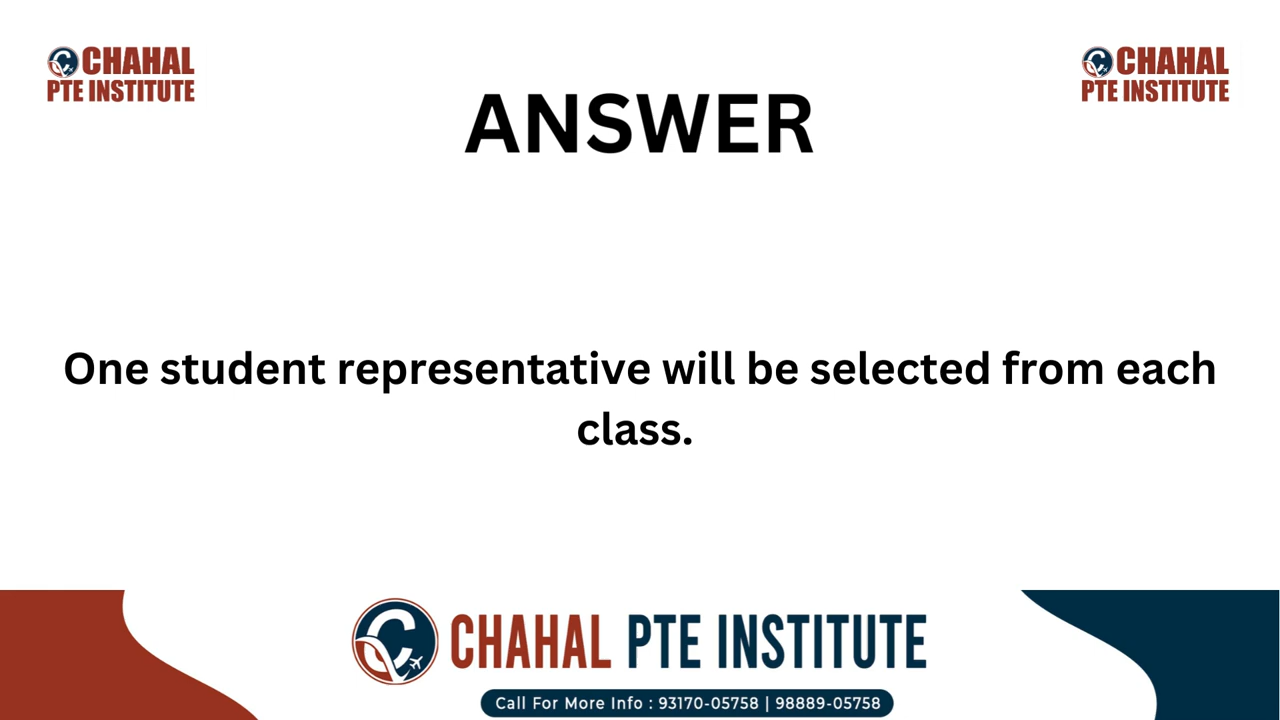 CHAHAL
PTE INSTITUTE
CHAHAL
PTE INSTITUTE
ANSWER
One student representative will be selected from each
class.
CHAHAL PTE INSTITUTE
Call For More Info : 93170-05758 | 98889-05758